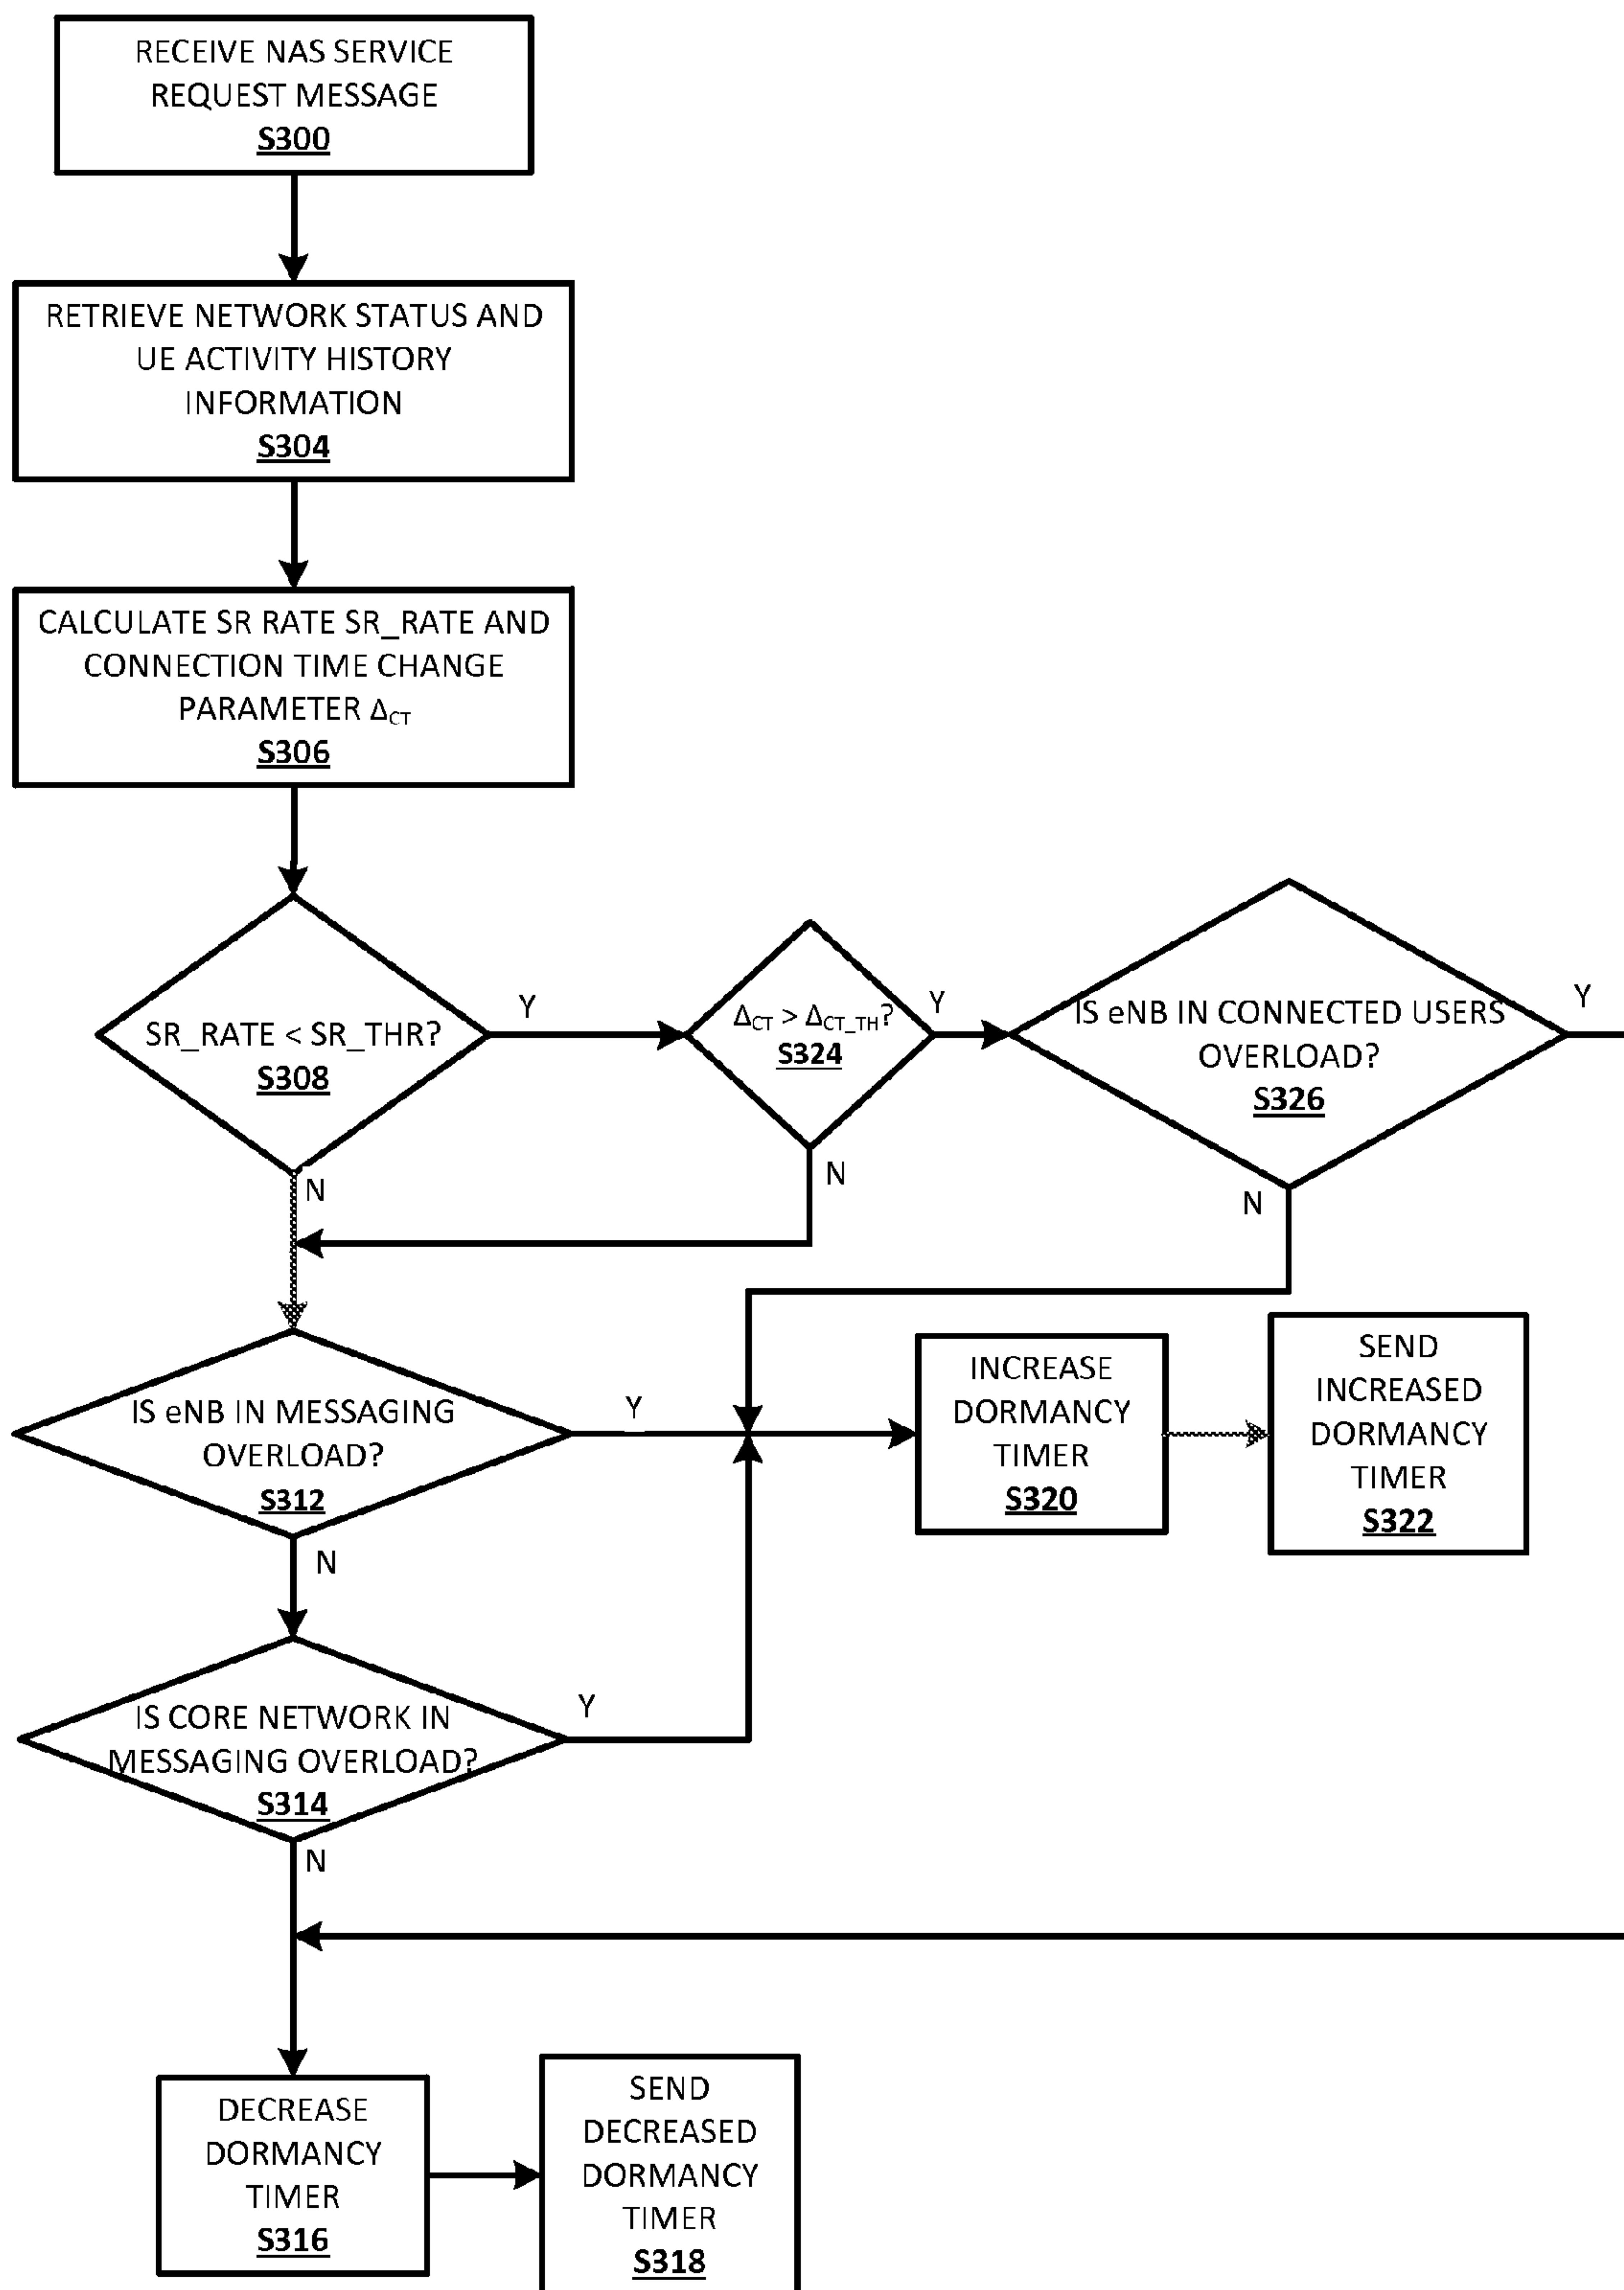 RECEIVE NAS SERVICE
REQUEST MESSAGE
S300
RETRIEVE NETWORK STATUS AND
UE ACTIVITY HISTORY
INFORMATION
S304
CALCULATE SR RATE SR_RATE AND
CONNECTION TIME CHANGE
PARAMETER Δ_CT
S306
SR_RATE < SR_THR?
S308
Y
N
Δ_CT > Δ_CT_TH?
S324
Y
N
IS eNB IN CONNECTED USERS
OVERLOAD?
S326
Y
N
IS eNB IN MESSAGING
OVERLOAD?
S312
Y
N
INCREASE
DORMANCY
TIMER
S320
SEND
INCREASED
DORMANCY
TIMER
S322
IS CORE NETWORK IN
MESSAGING OVERLOAD?
S314
Y
N
DECREASE
DORMANCY
TIMER
S316
SEND
DECREASED
DORMANCY
TIMER
S318